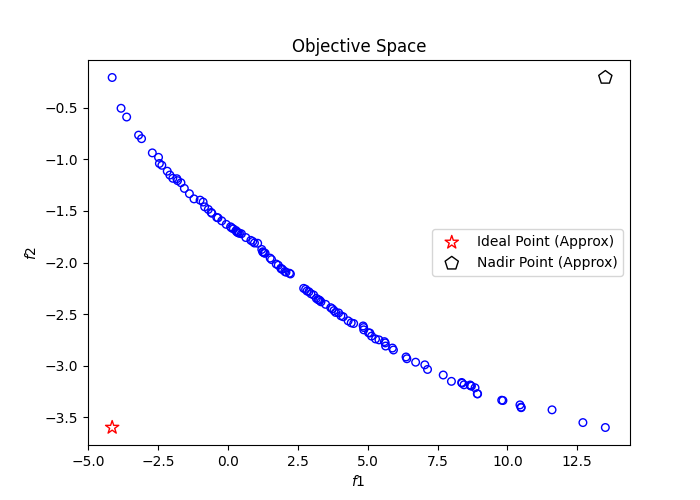 Objective Space
f2
−0.5
−1.0
−1.5
−2.0
−2.5
−3.0
−3.5
Ideal Point (Approx)
Nadir Point (Approx)
−5.0 −2.5 0.0 2.5 5.0 7.5 10.0 12.5
f1